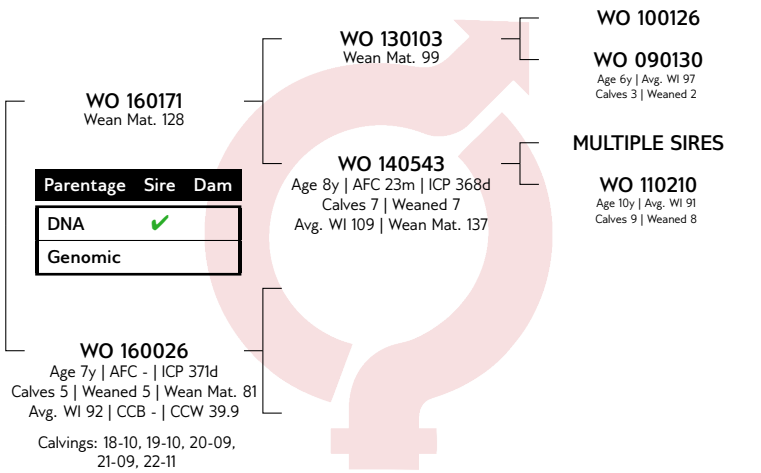 WO 100126
WO 130103
Wean Mat. 99
WO 090130
Age 6y | Avg. WI 97
Calves 3 | Weaned 2
WO 160171
Wean Mat. 128
MULTIPLE SIRES
WO 140543
Age 8y | AFC 23m | ICP 368d
Calves 7 | Weaned 7
Avg. WI 109 | Wean Mat. 137
WO 110210
Age 10y | Avg. WI 91
Calves 9 | Weaned 8
Parentage Sire Dam
DNA ✔
Genomic
WO 160026
Age 7y | AFC - | ICP 371d
Calves 5 | Weaned 5 | Wean Mat. 81
Avg. WI 92 | CCB - | CCW 39.9
Calvings: 18-10, 19-10, 20-09,
21-09, 22-11